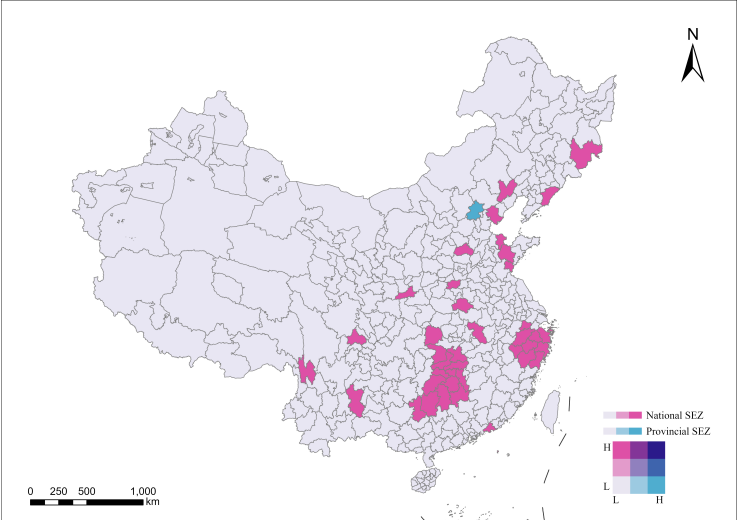 N
National SEZ
Provincial SEZ
H
L
L H
0 250 500 1,000
km